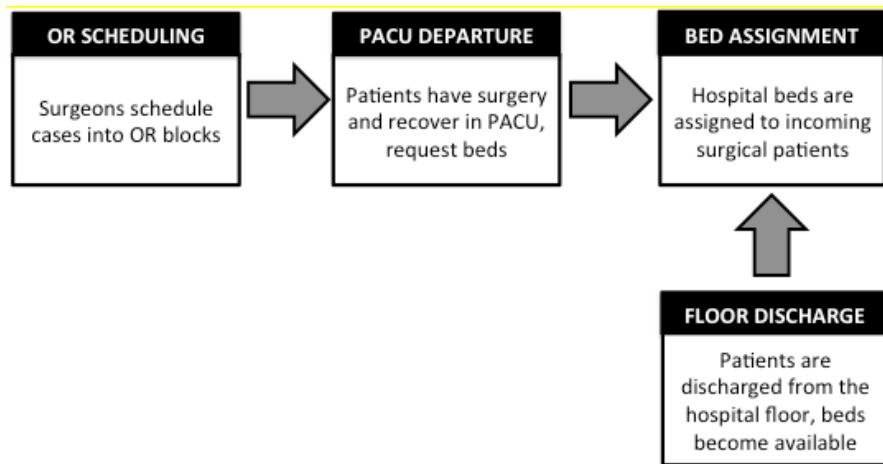 OR SCHEDULING
Surgeons schedule
cases into OR blocks
PACU DEPARTURE
Patients have surgery
and recover in PACU,
request beds
BED ASSIGNMENT
Hospital beds are
assigned to incoming
surgical patients
FLOOR DISCHARGE
Patients are
discharged from the
hospital floor, beds
become available